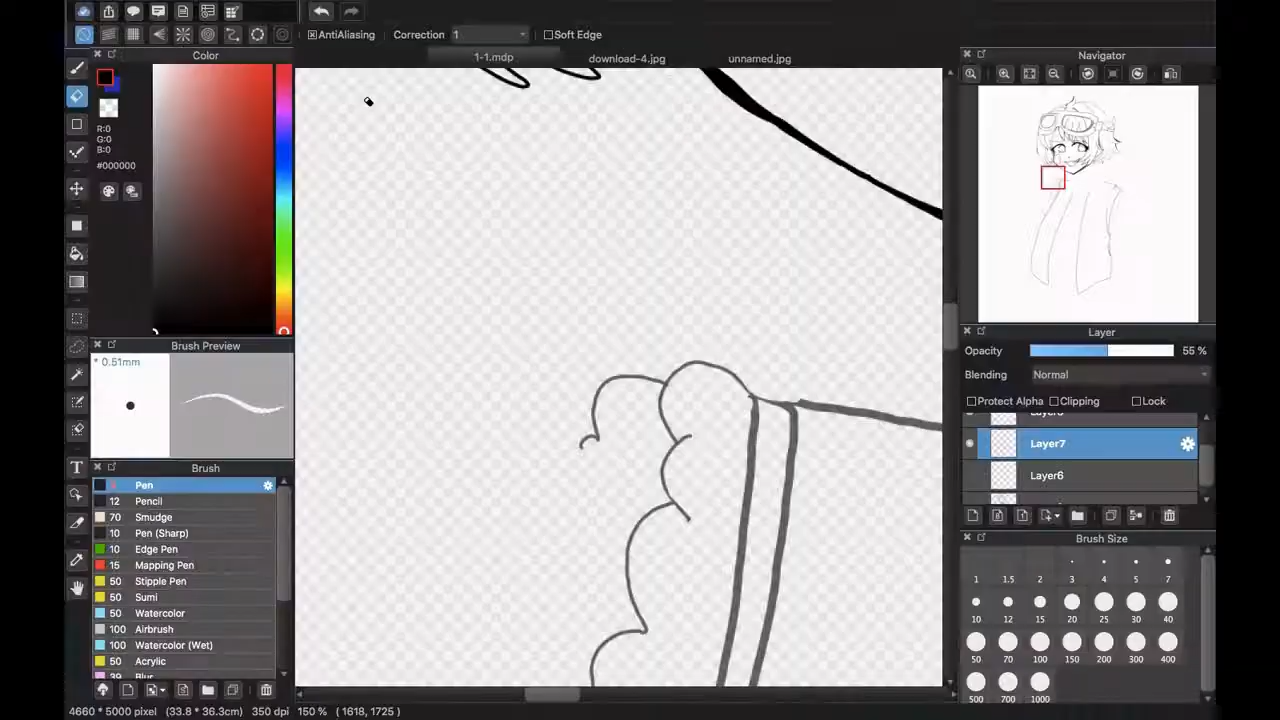 AntiAliasing Correction 1 Soft Edge
1-1.mdp download-4.jpg unnamed.jpg
Color
R:0
G:0
B:0
#000000
Brush Preview
* 0.51mm
Brush
Pen
12 Pencil
70 Smudge
10 Pen (Sharp)
10 Edge Pen
15 Mapping Pen
50 Stipple Pen
50 Sumi
50 Watercolor
100 Airbrush
100 Watercolor (Wet)
50 Acrylic
39 Blur
T
4660 * 5000 pixel (33.8 * 36.3cm) 350 dpi 150 % ( 1618, 1725 )
Navigator
Layer
Opacity 55 %
Blending Normal
Protect Alpha Clipping Lock
Layer7
Layer6
Brush Size
1 1.5 2 3 4 5 7
10 12 15 20 25 30 40
50 70 100 150 200 300 400
500 700 1000